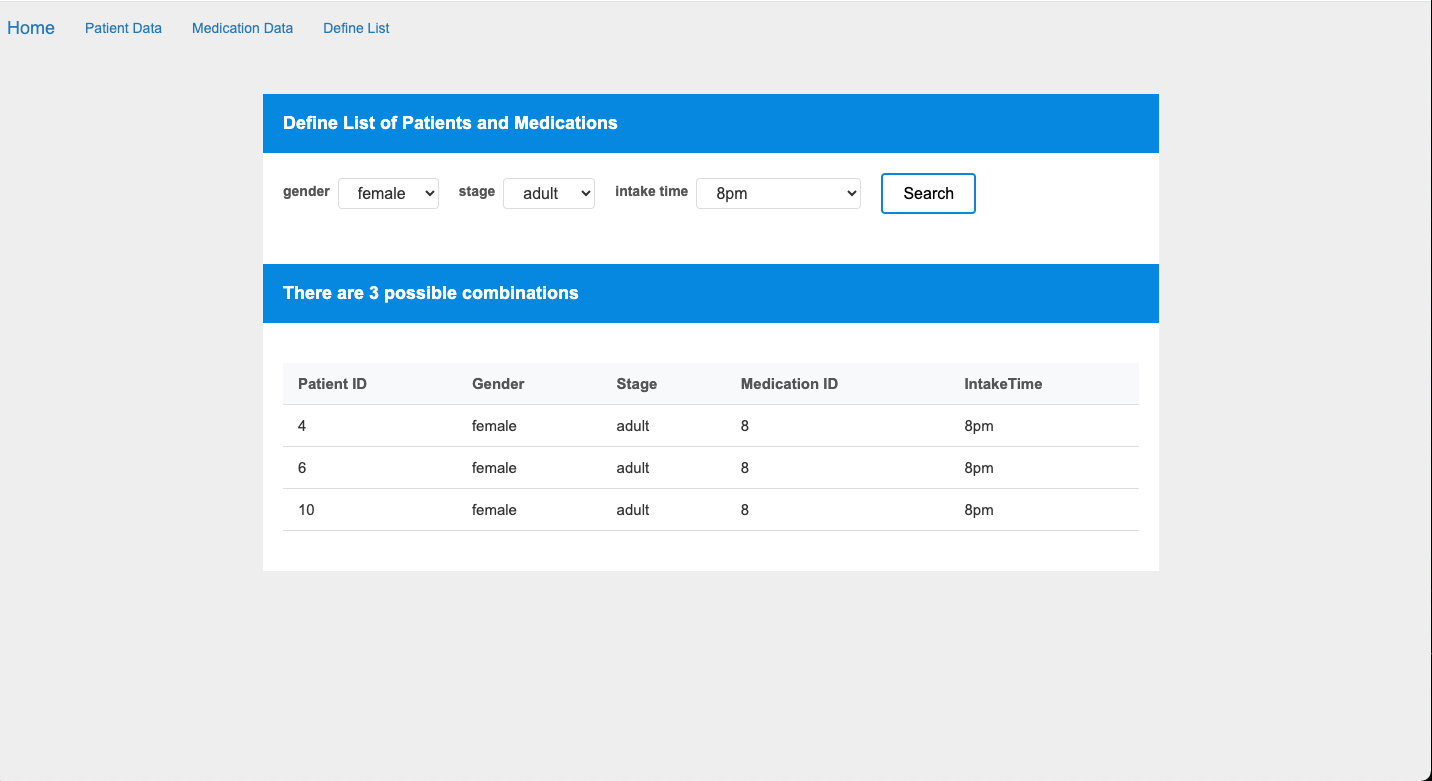 Home Patient Data Medication Data Define List
Define List of Patients and Medications
gender female stage adult intake time 8pm Search
There are 3 possible combinations
Patient ID Gender Stage Medication ID IntakeTime
4 female adult 8 8pm
6 female adult 8 8pm
10 female adult 8 8pm